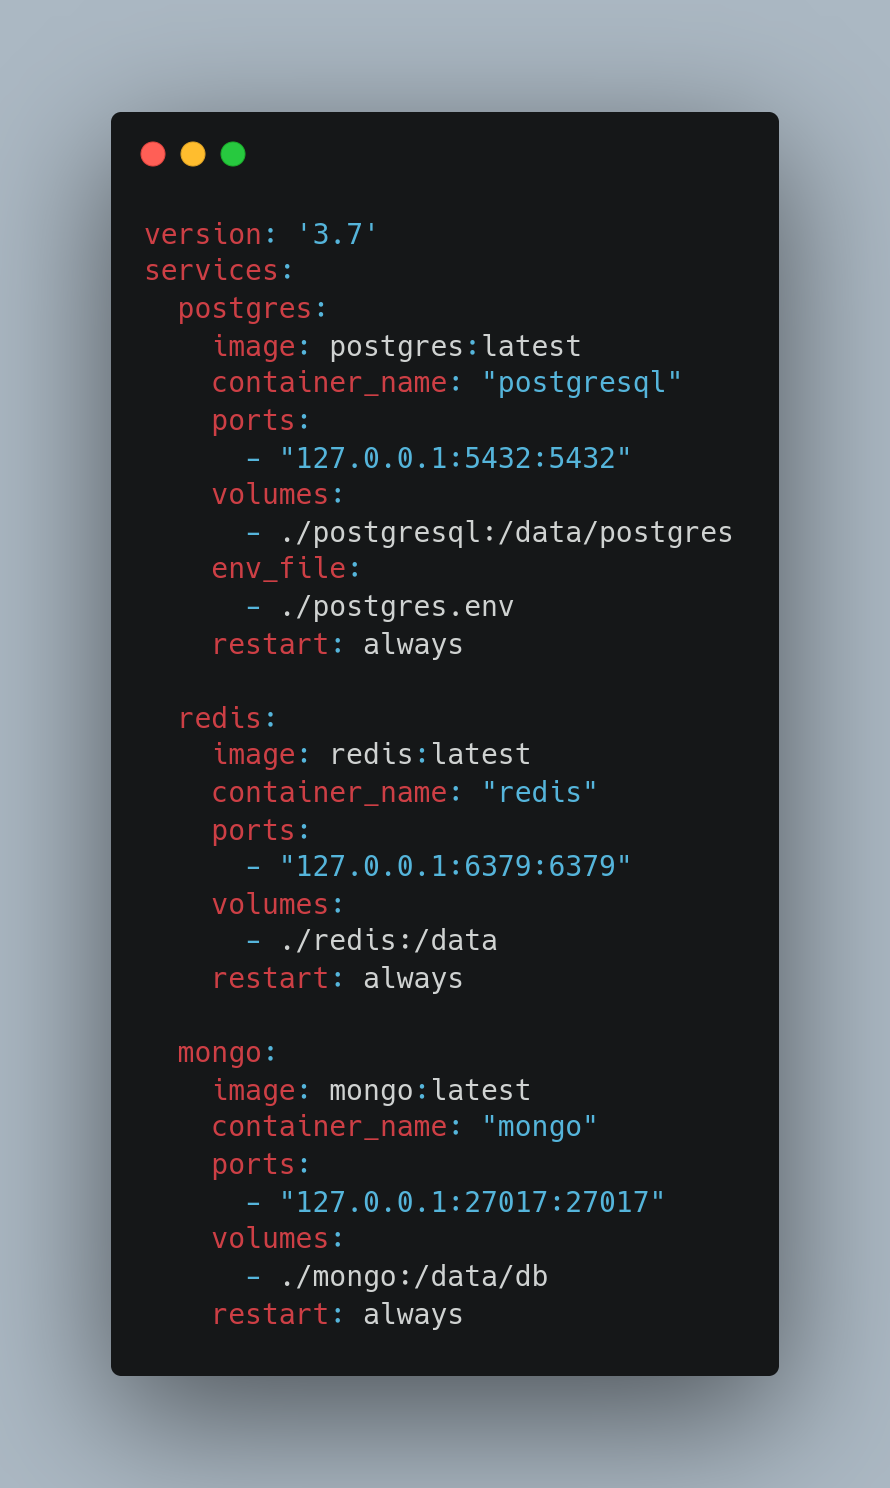 version: '3.7'
services:
  postgres:
    image: postgres:latest
    container_name: "postgresql"
    ports:
      - "127.0.0.1:5432:5432"
    volumes:
      - ./postgresql:/data/postgres
    env_file:
      - ./postgres.env
    restart: always

  redis:
    image: redis:latest
    container_name: "redis"
    ports:
      - "127.0.0.1:6379:6379"
    volumes:
      - ./redis:/data
    restart: always

  mongo:
    image: mongo:latest
    container_name: "mongo"
    ports:
      - "127.0.0.1:27017:27017"
    volumes:
      - ./mongo:/data/db
    restart: always